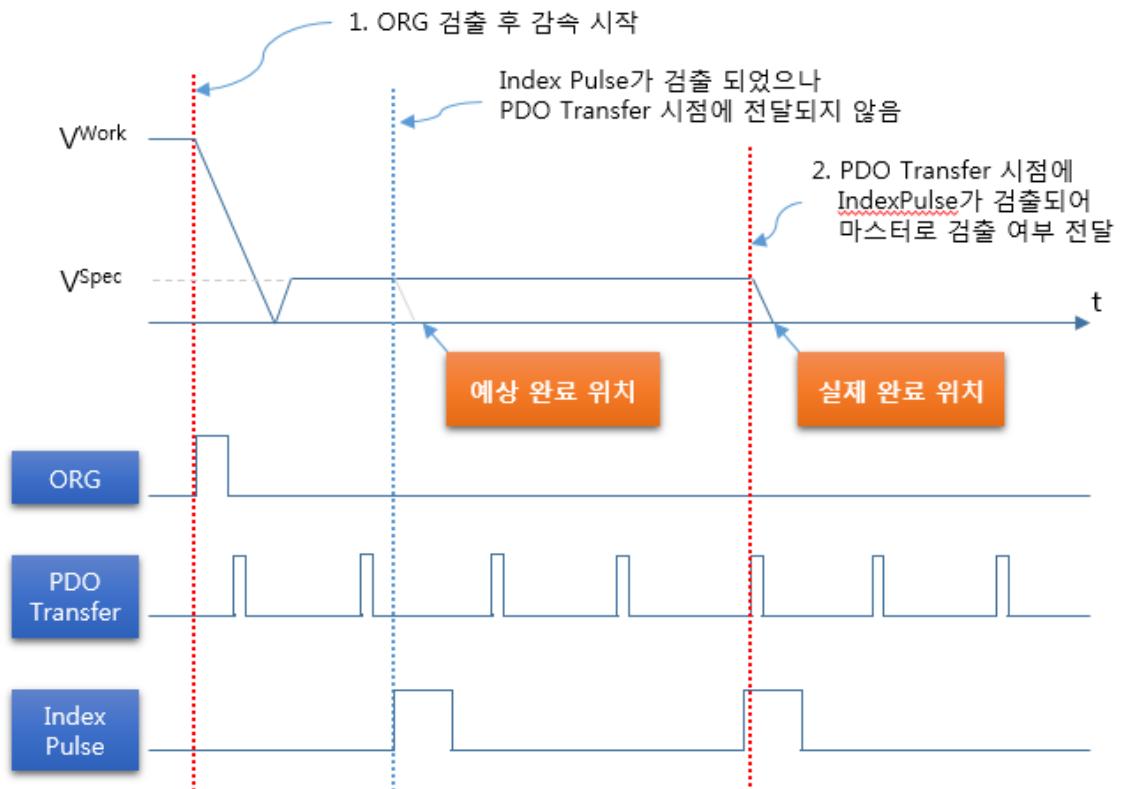 1. ORG 검출 후 감속 시작
Index Pulse가 검출 되었으나
PDO Transfer 시점에 전달되지 않음
VWork
2. PDO Transfer 시점에
IndexPulse가 검출되어
마스터로 검출 여부 전달
VSpec
t
예상 완료 위치
실제 완료 위치
ORG
PDO
Transfer
Index
Pulse